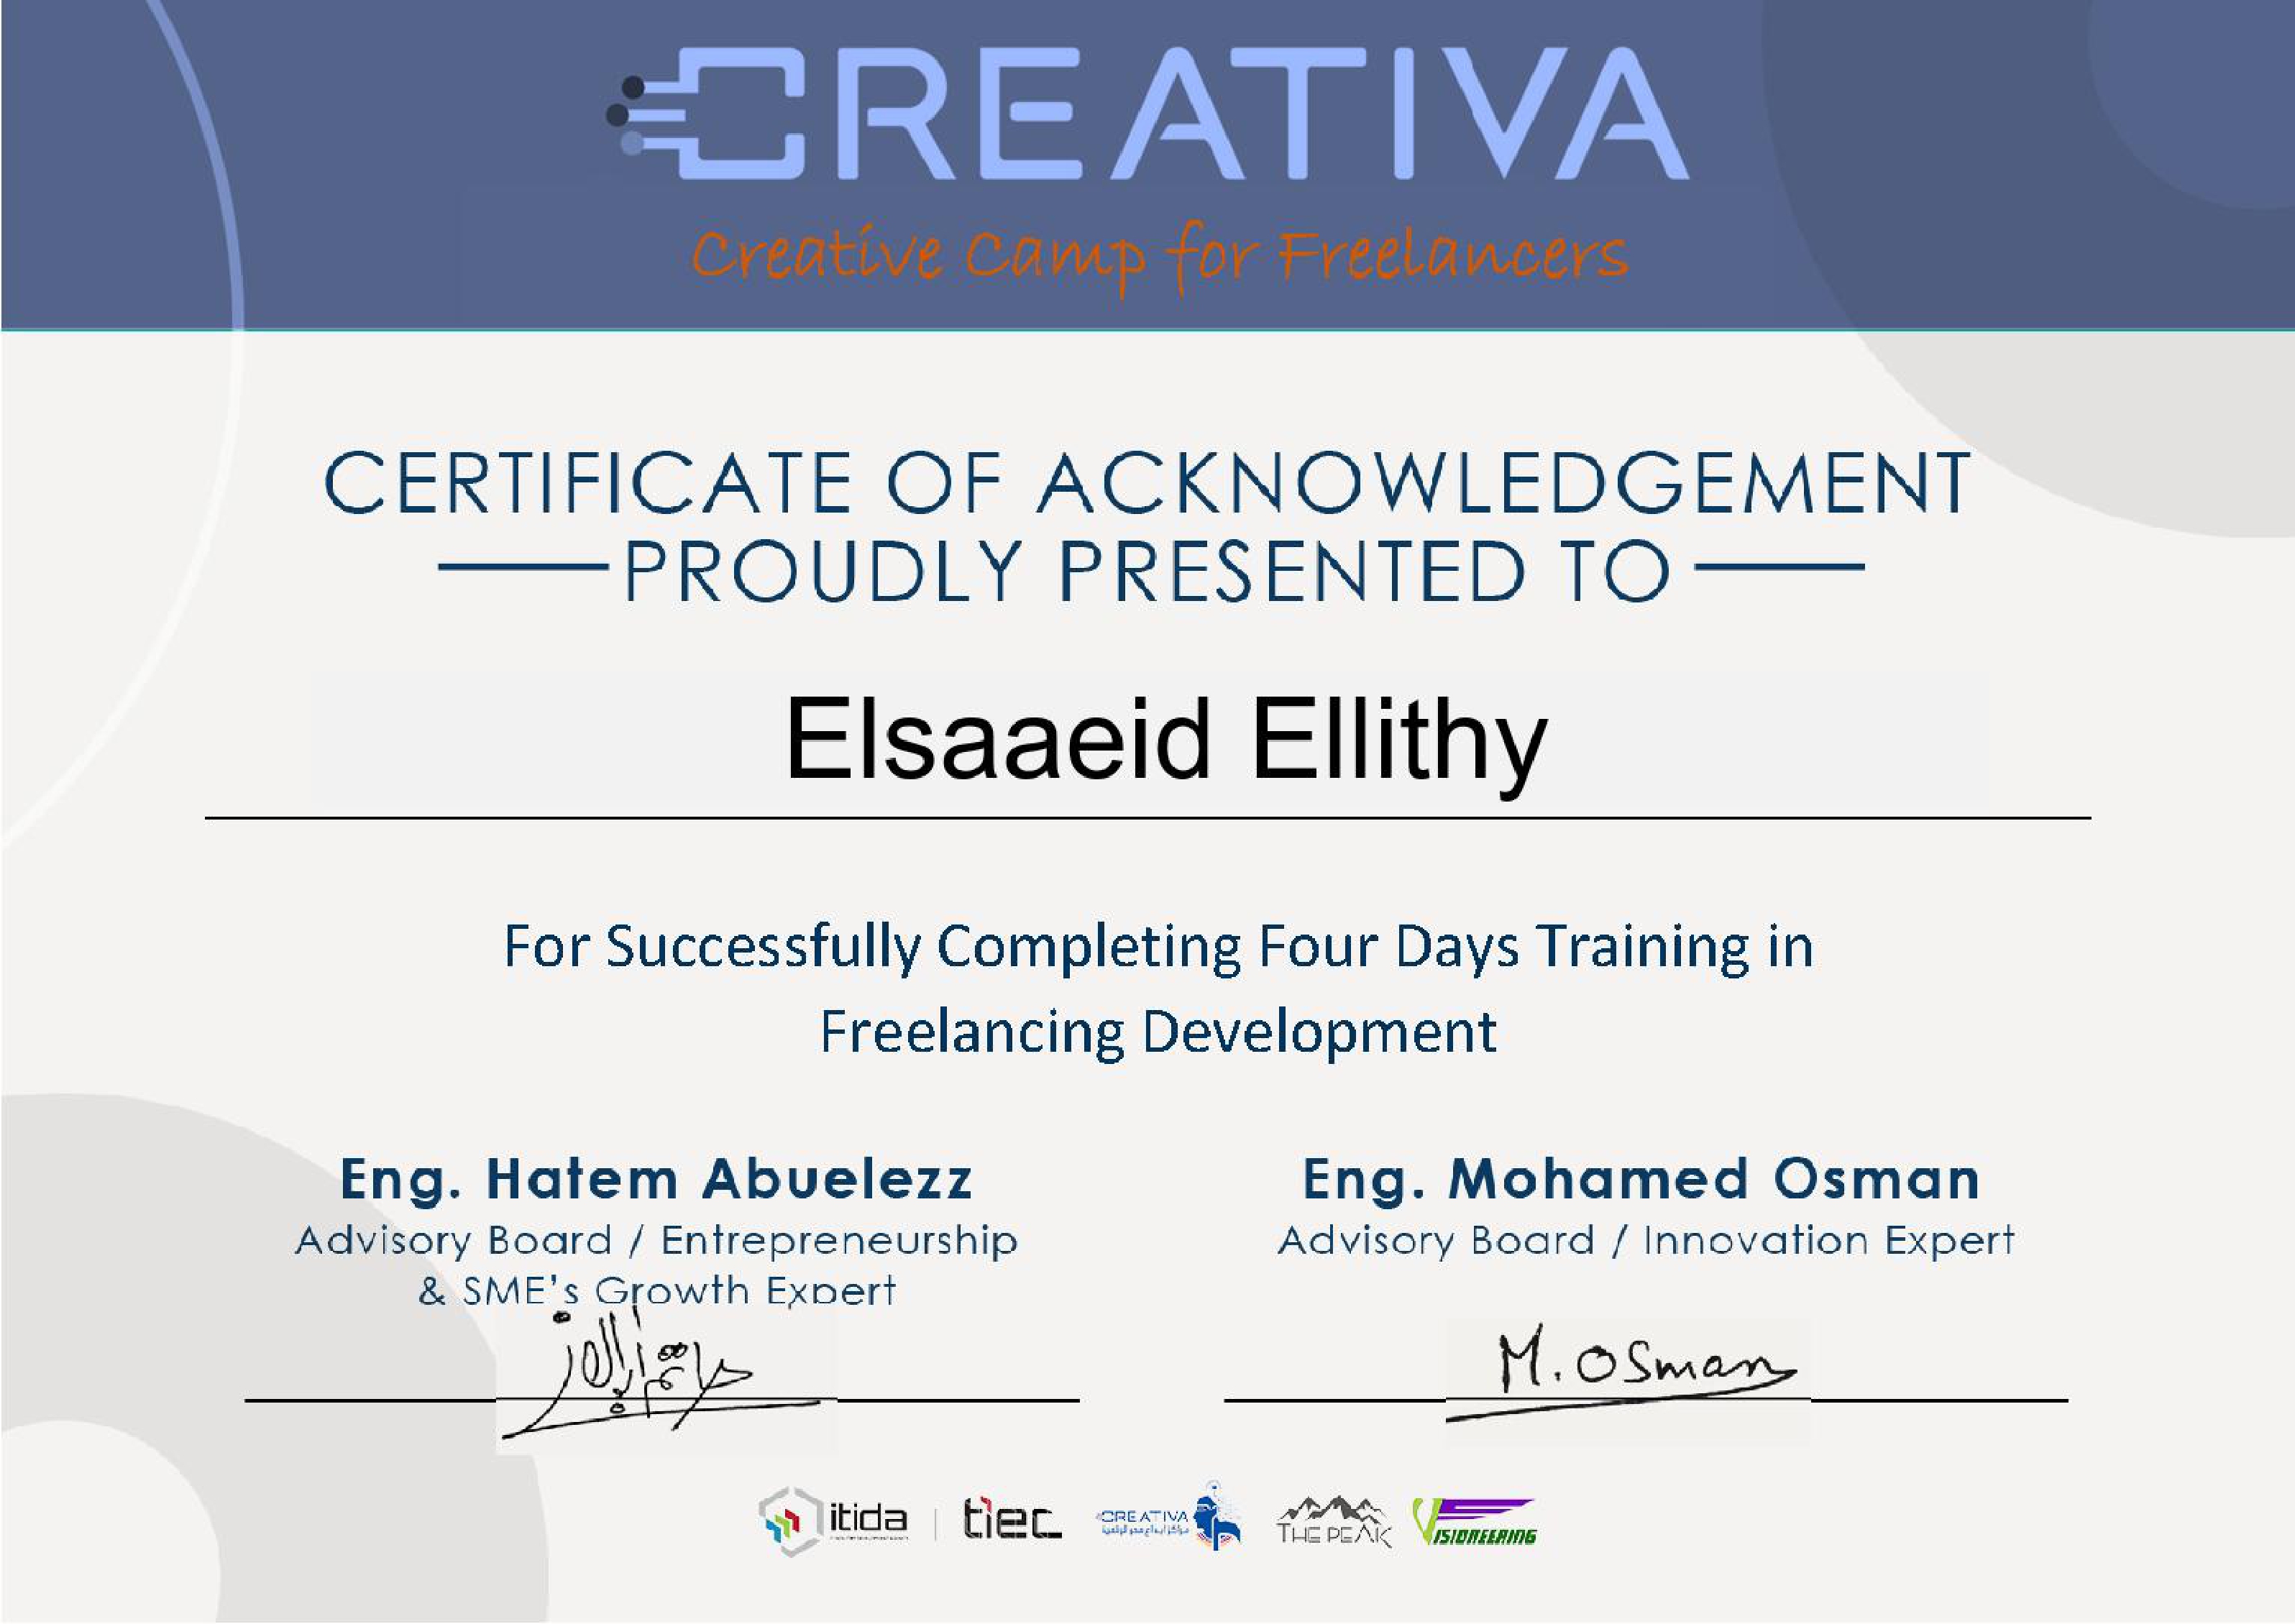 CREATIVA
Creative Camp for Freelancers
CERTIFICATE OF ACKNOWLEDGEMENT
PROUDLY PRESENTED TO
Elsaaeid Ellithy
For Successfully Completing Four Days Training in
Freelancing Development
Eng. Hatem Abuelezz
Advisory Board / Entrepreneurship
& SME's Growth Expert
Eng. Mohamed Osman
Advisory Board / Innovation Expert
M. Osman
itida
tiec
CREATIVA
THE PEAK
VISIONEERING